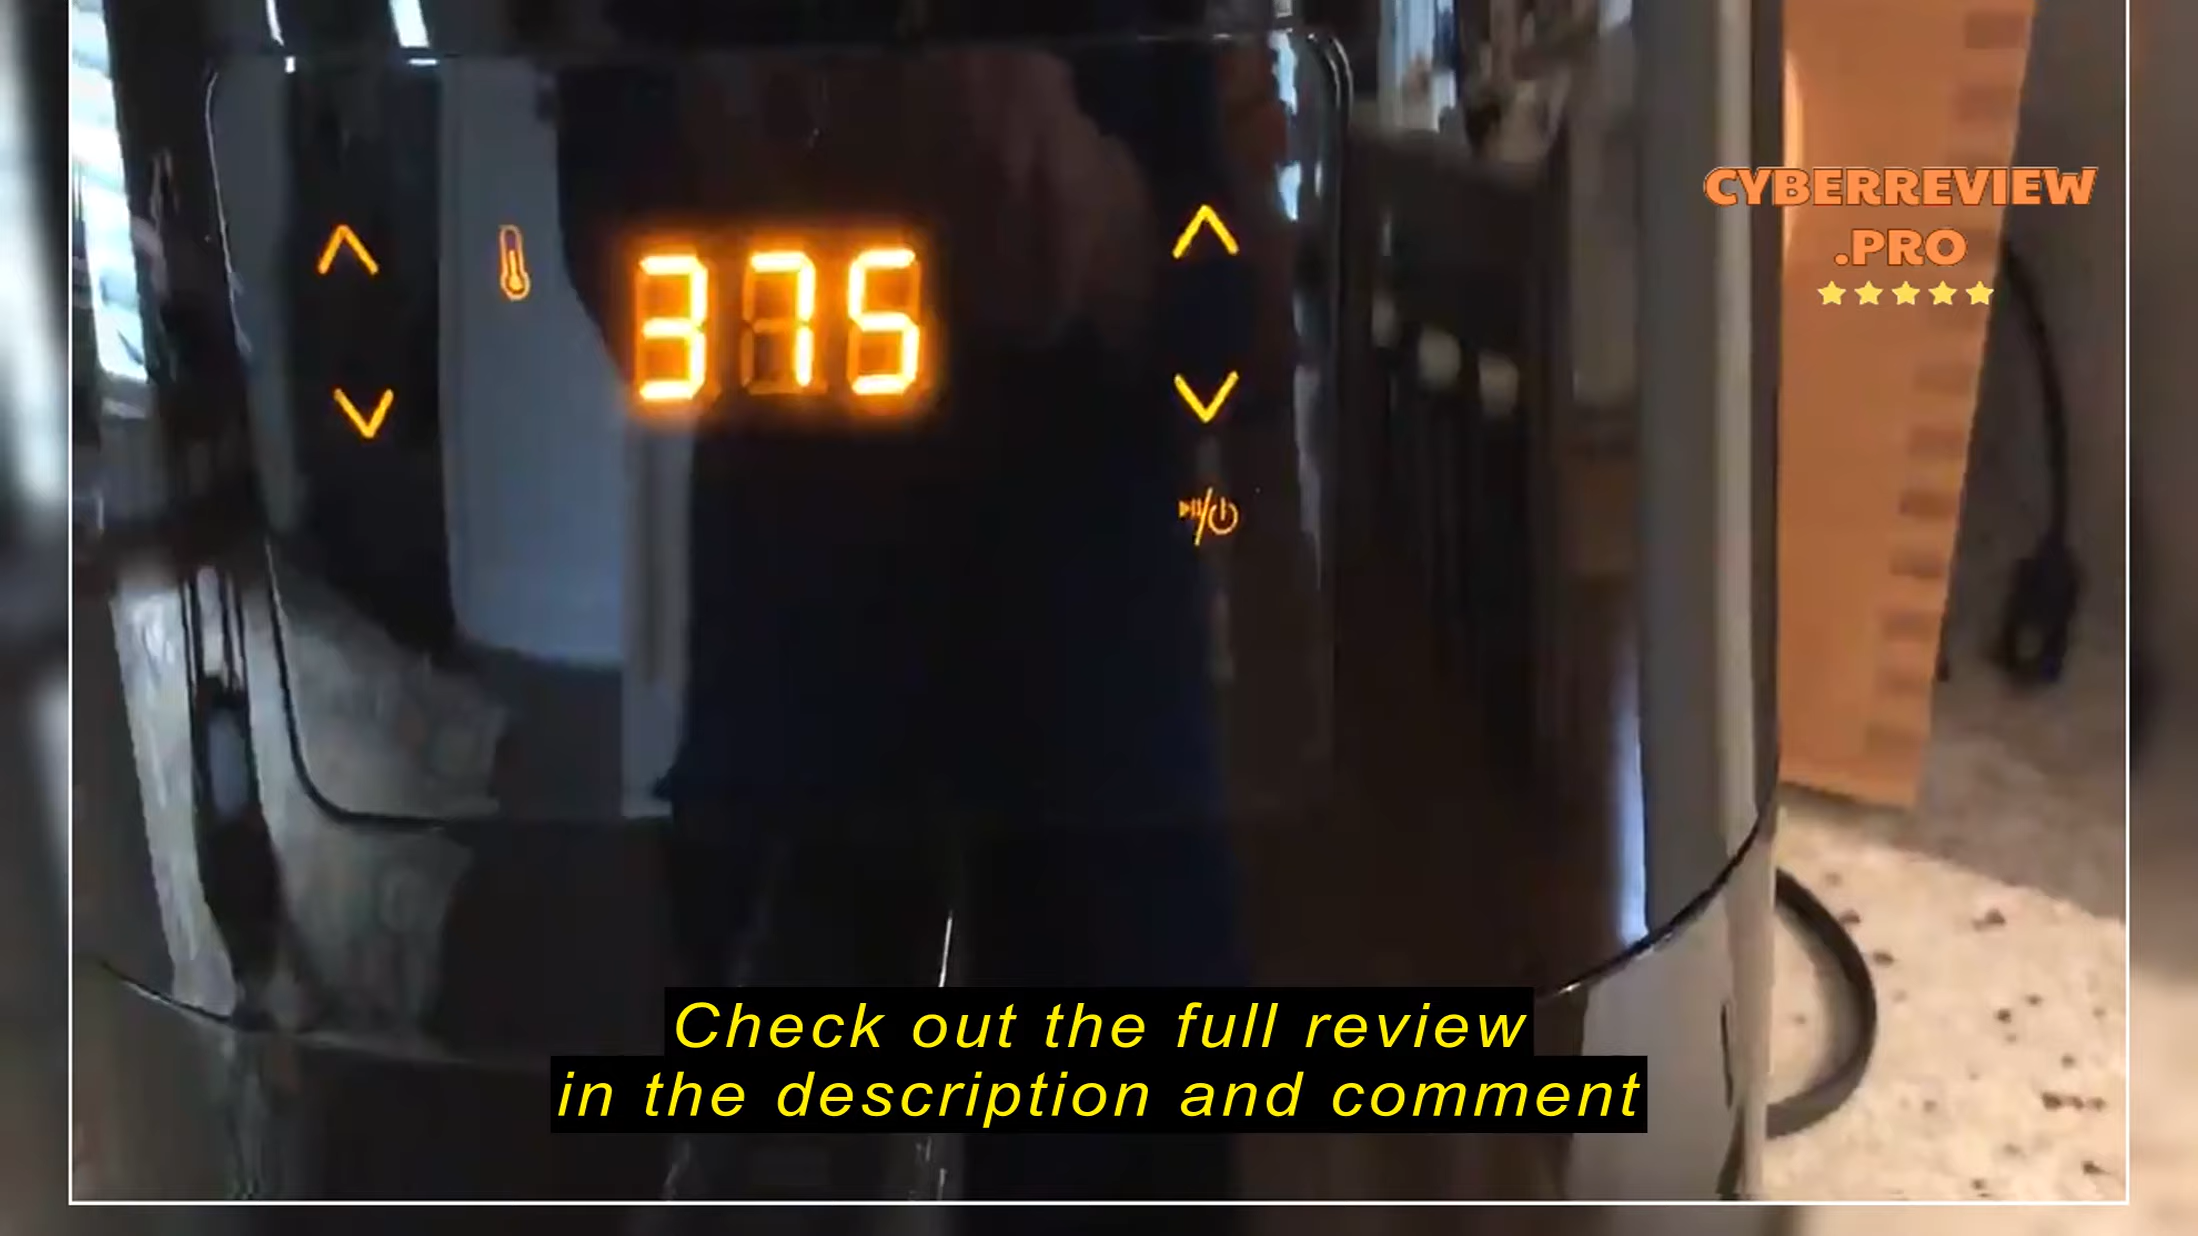 375
CYBERREVIEW
.PRO
Check out the full review
in the description and comment